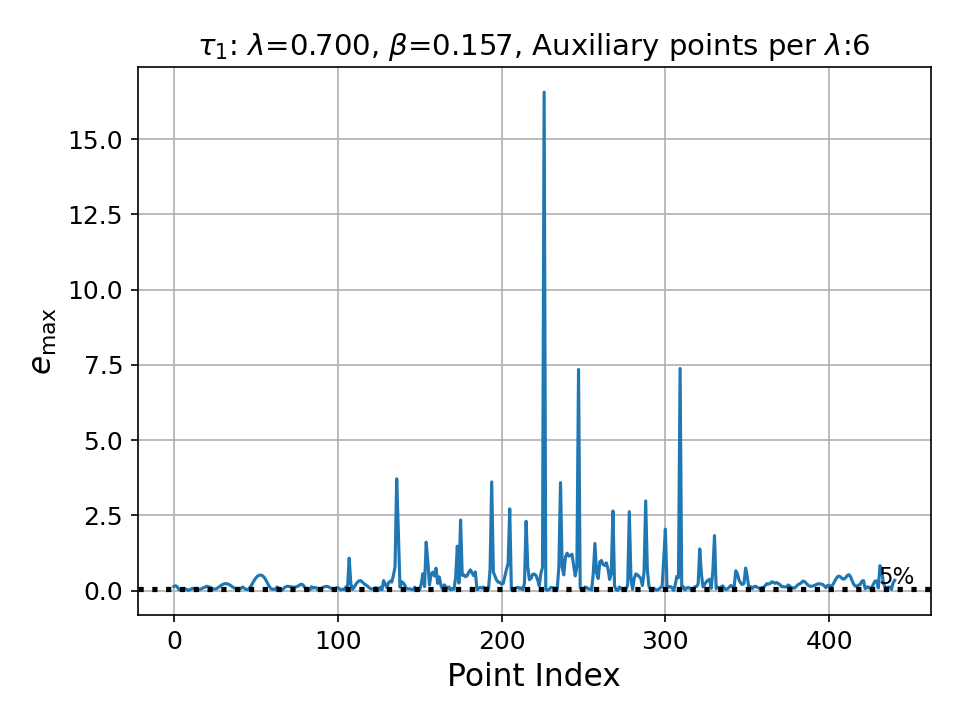 τ₁: λ=0.700, β=0.157, Auxiliary points per λ:6
15.0
12.5
10.0
7.5
5.0
2.5
0.0
e_max
5%
0 100 200 300 400
Point Index